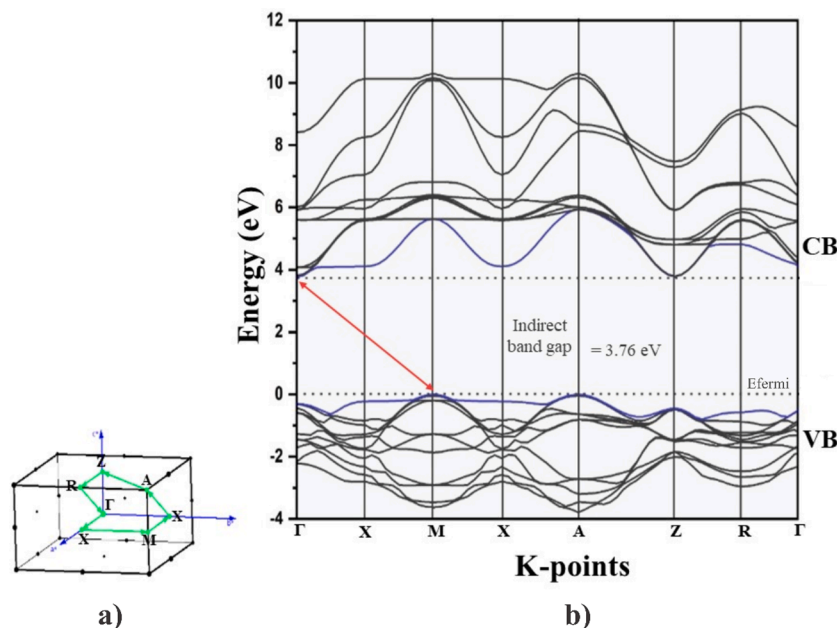 12
10
8
6
4
2
0
-2
-4
Energy (eV)
CB
Indirect
band gap
= 3.76 eV
Efermi
VB
Γ X M X A Z R Γ
K-points
Z
A
R
Γ
X
X
M
a)
b)